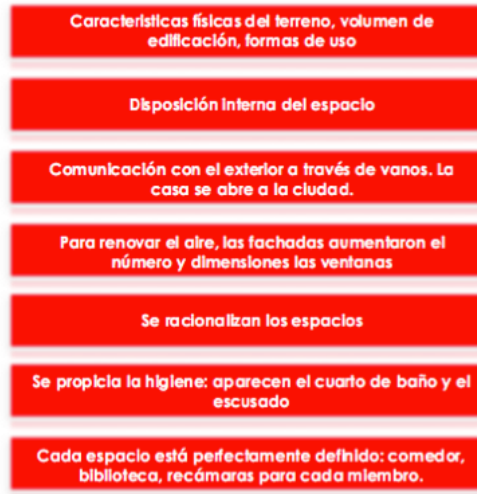 Características físicas del terreno, volumen de
edificación, formas de uso
Disposición interna del espacio
Comunicación con el exterior a través de vanos. La
casa se abre a la ciudad.
Para renovar el aire, las fachadas aumentaron el
número y dimensiones las ventanas
Se racionalizan los espacios
Se propicia la higiene: aparecen el cuarto de baño y el
escusado
Cada espacio está perfectamente definido: comedor,
biblioteca, recámaras para cada miembro.